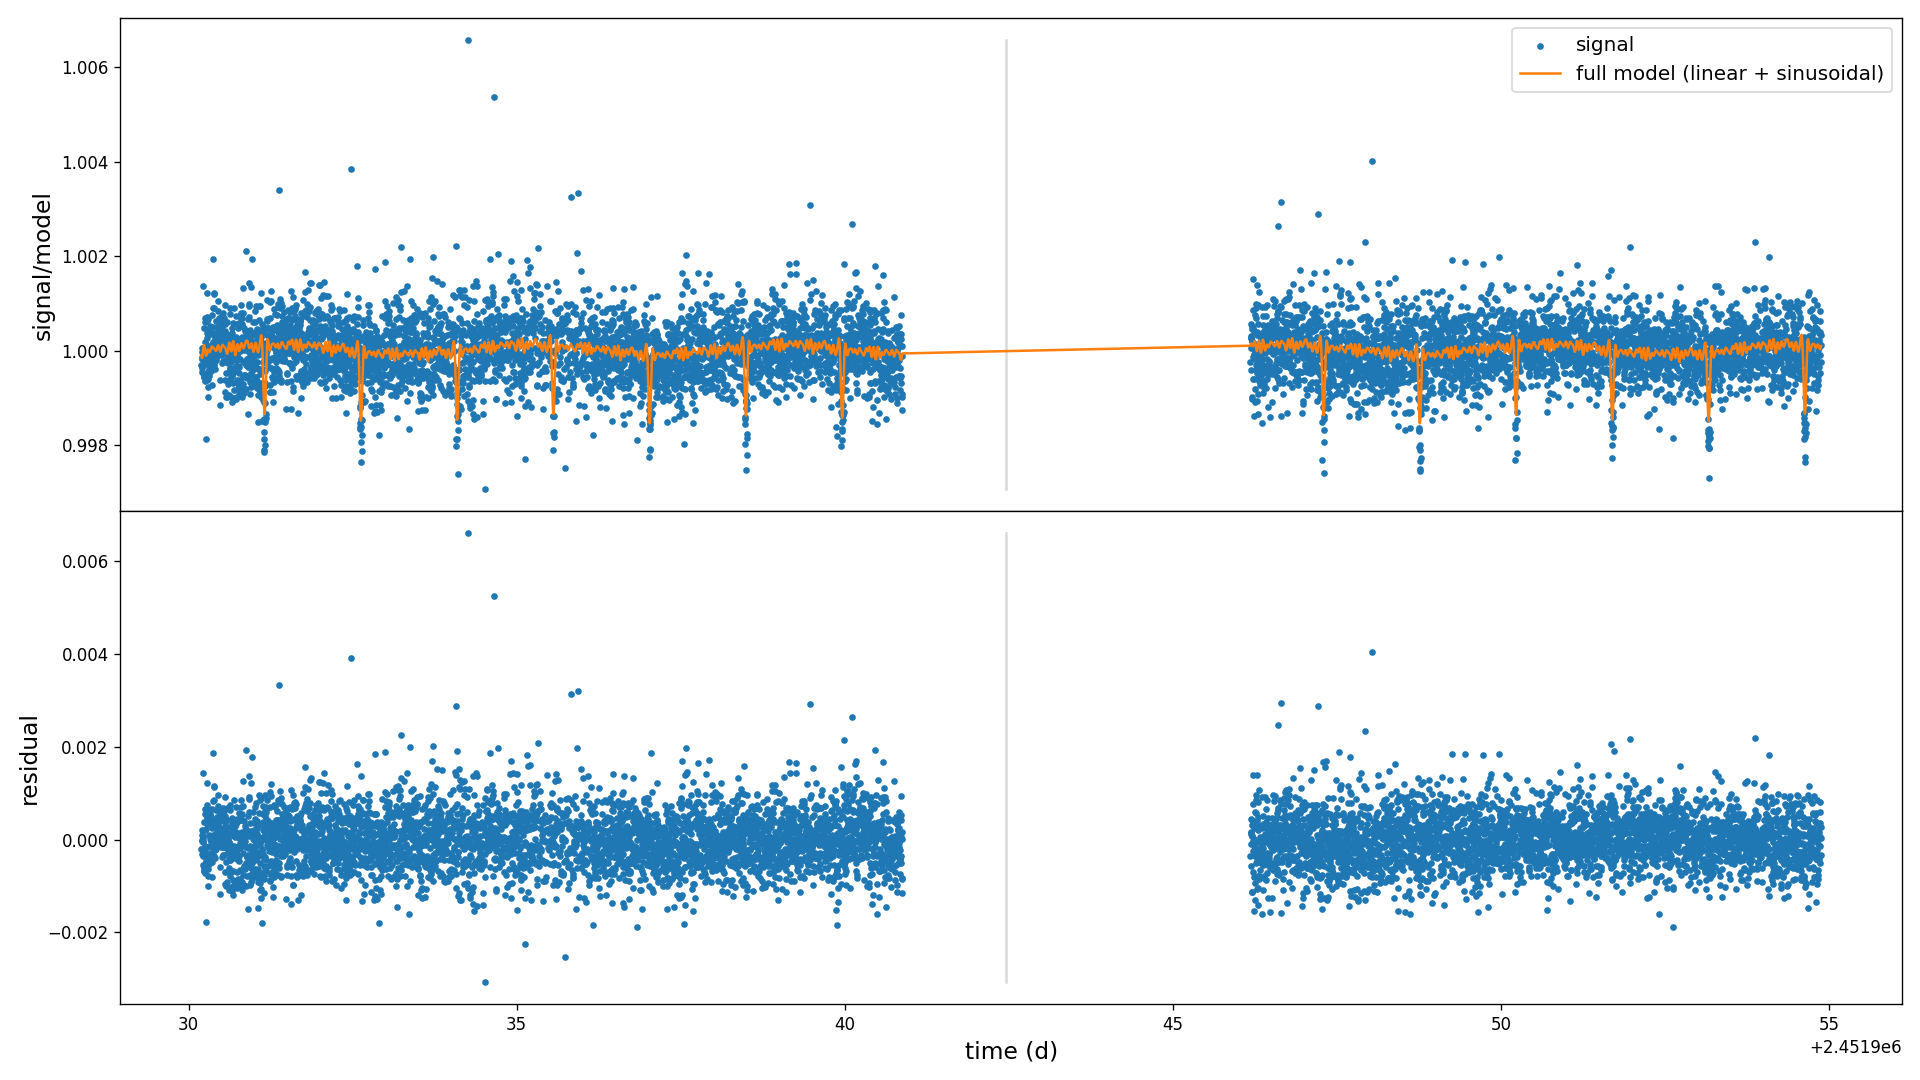 signal/model
1.006
1.004
1.002
1.000
0.998
signal
full model (linear + sinusoidal)
residual
0.006
0.004
0.002
0.000
−0.002
30
35
40
45
50
55
time (d)
+2.4519e6